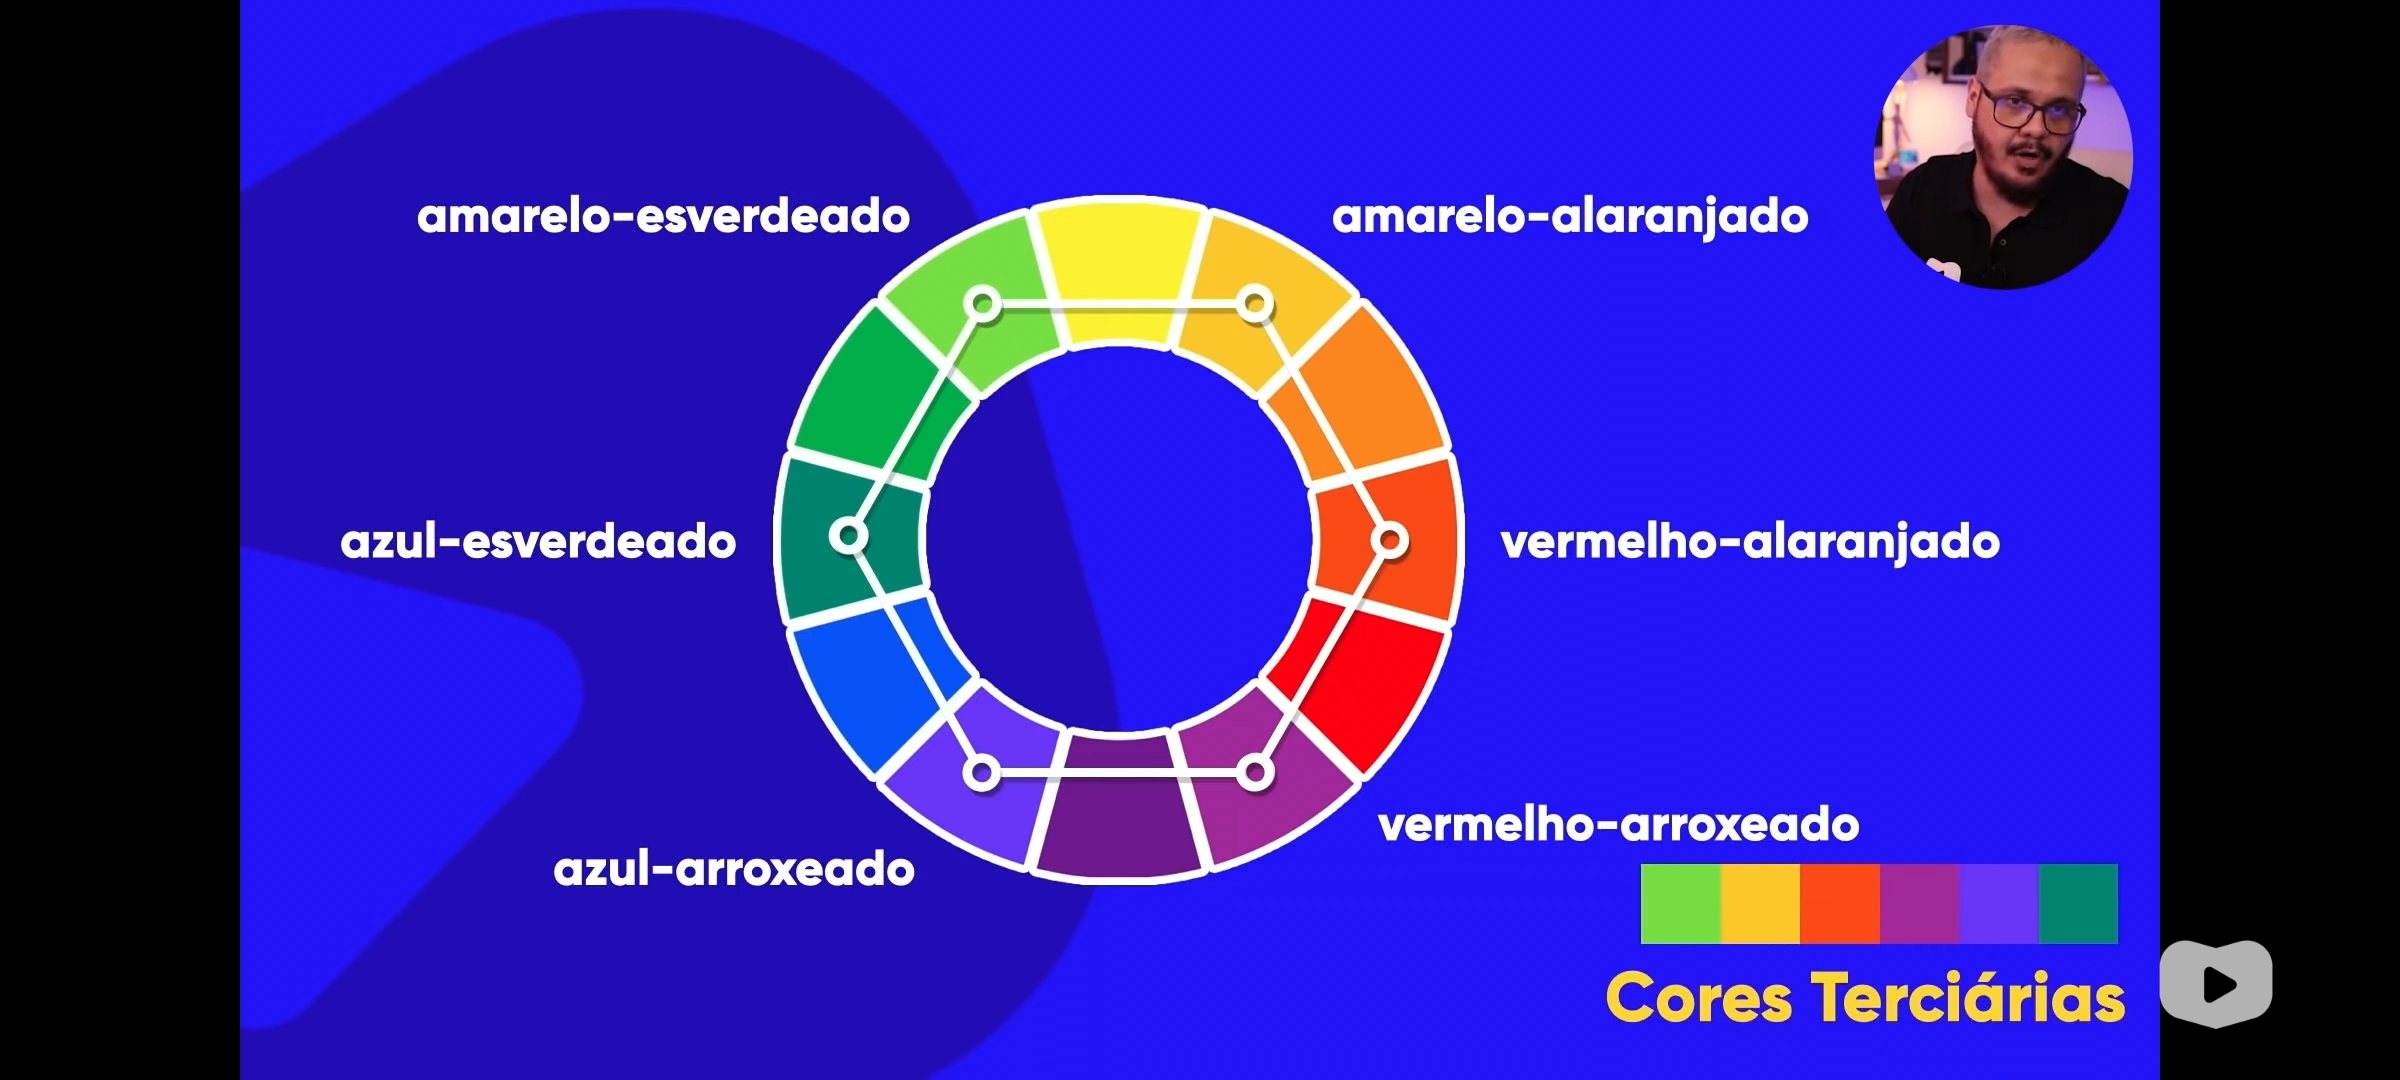 amarelo-esverdeado
amarelo-alaranjado
azul-esverdeado
vermelho-alaranjado
vermelho-arroxeado
azul-arroxeado
Cores Terciárias